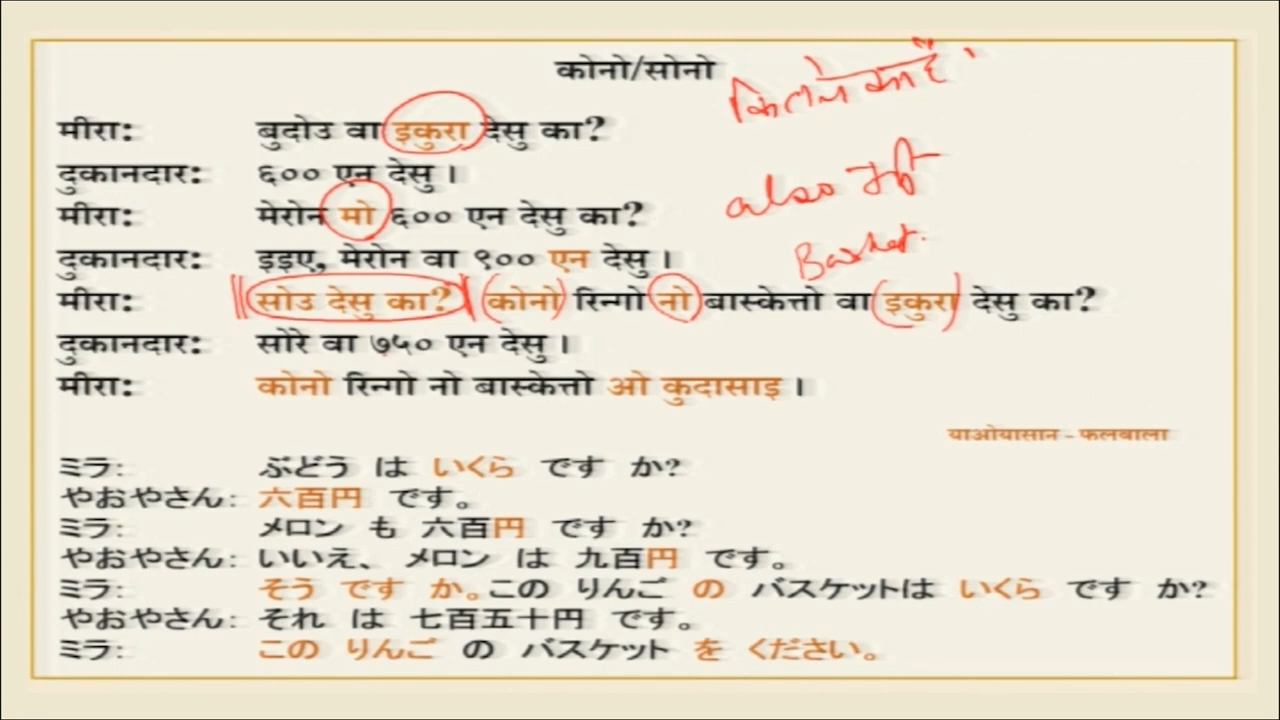 कोनो/सोनो
कितने का है ।
मीरा: बुदोउ वा इकुरा देसु का?
दुकानदार: ६०० एन देसु ।
also भी
मीरा: मेरोन मो ६०० एन देसु का?
Basket.
दुकानदार: इइए, मेरोन वा ९०० एन देसु ।
मीरा: सोउ देसु का? कोनो रिन्गो नो बास्केत्तो वा इकुरा देसु का?
दुकानदार: सोरे वा ७५० एन देसु ।
मीरा: कोनो रिन्गो नो बास्केत्तो ओ कुदासाइ ।
याओयासान - फलवाला
ミラ: ぶどう は いくら です か?
やおやさん: 六百円 です。
ミラ: メロン も 六百円 です か?
やおやさん: いいえ、 メロン は 九百円 です。
ミラ: そう です か。このりんご の バスケットは いくら です か?
やおやさん: それ は 七百五十円 です。
ミラ: この りんご の バスケット を ください。